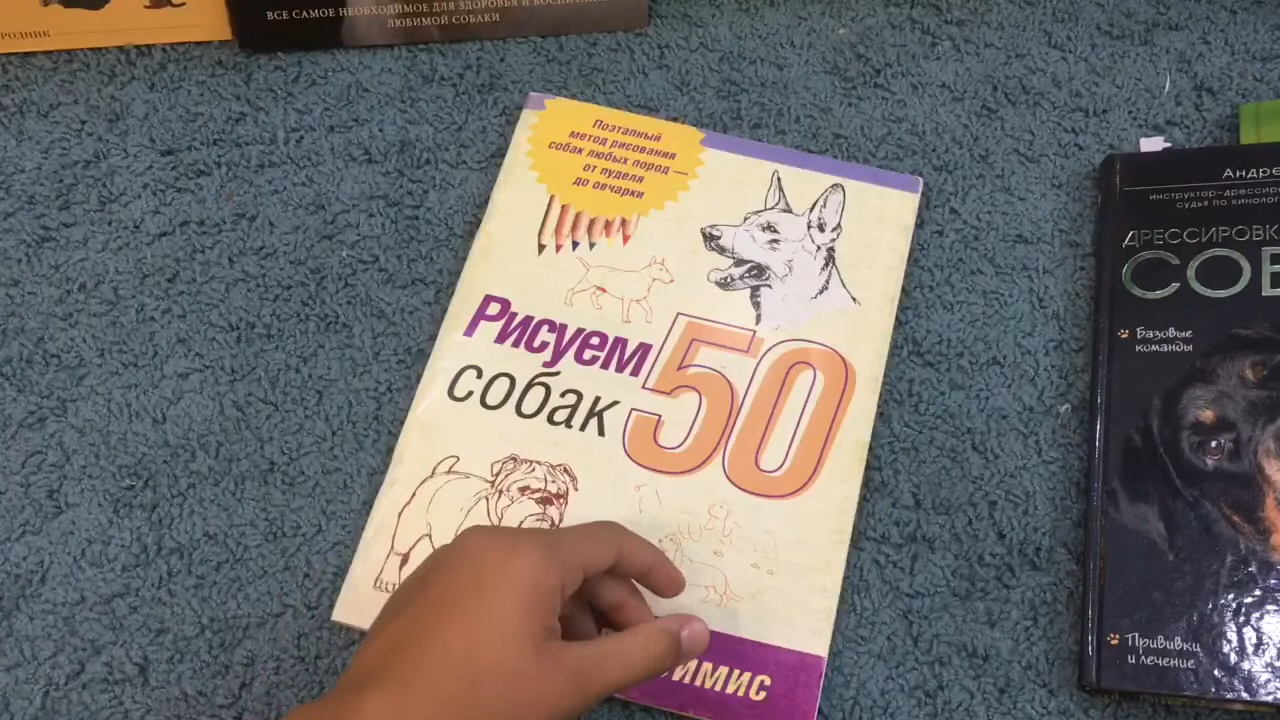 РОДНИК
ВСЕ САМОЕ НЕОБХОДИМОЕ ДЛЯ ЗДОРОВЬЯ И
ЛЮБИМОЙ СОБАКИ
Поэтапный
метод рисования
собак любых пород —
от пуделя
до овчарки
Рисуем
собак
50
ИМИС
Андре
инструктор-дрессиро
судья по кинолог
ДРЕССИРОВК
СОБ
Базовые
команды
Прививки
и лечение